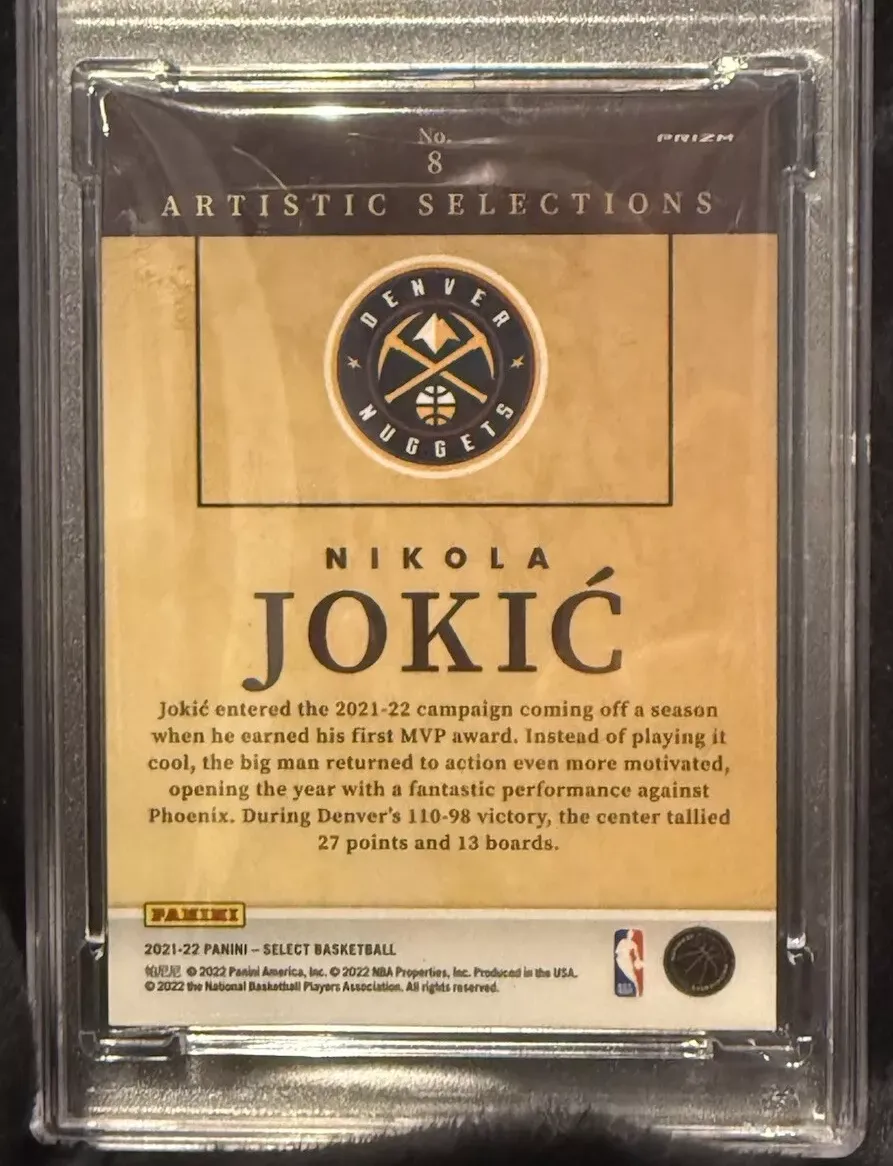 No.
8
PRIZM
ARTISTIC SELECTIONS
DENVER
NUGGETS
NIKOLA
JOKIĆ
Jokić entered the 2021-22 campaign coming off a season
when he earned his first MVP award. Instead of playing it
cool, the big man returned to action even more motivated,
opening the year with a fantastic performance against
Phoenix. During Denver's 110-98 victory, the center tallied
27 points and 13 boards.
PANINI
2021-22 PANINI – SELECT BASKETBALL
帕尼尼 © 2022 Panini America, Inc. © 2022 NBA Properties, Inc. Produced in the USA.
© 2022 the National Basketball Players Association. All rights reserved.